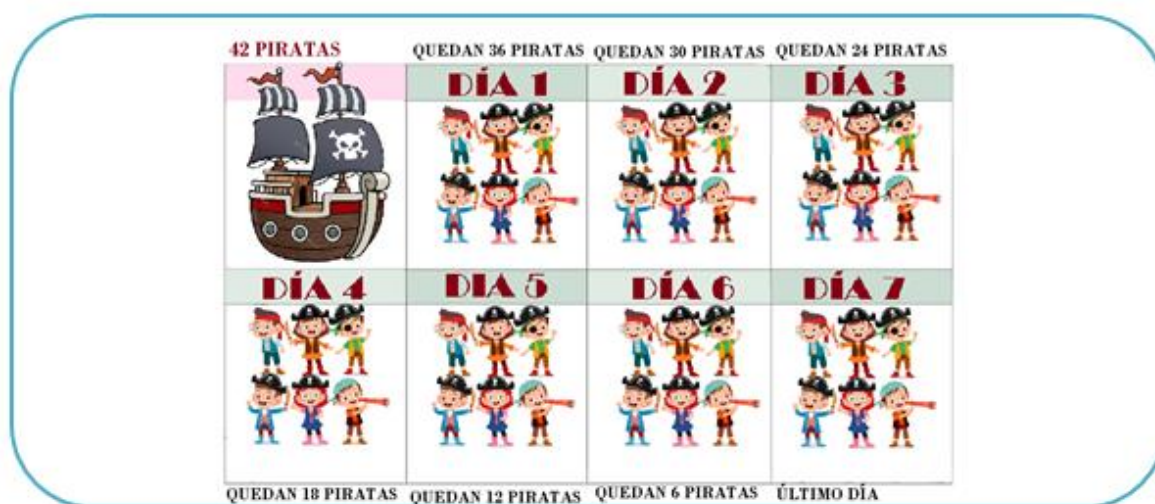 42 PIRATAS
QUEDAN 36 PIRATAS
QUEDAN 30 PIRATAS
QUEDAN 24 PIRATAS
DÍA 1
DÍA 2
DÍA 3
DÍA 4
DIA 5
DÍA 6
DÍA 7
QUEDAN 18 PIRATAS
QUEDAN 12 PIRATAS
QUEDAN 6 PIRATAS
ÚLTIMO DÍA